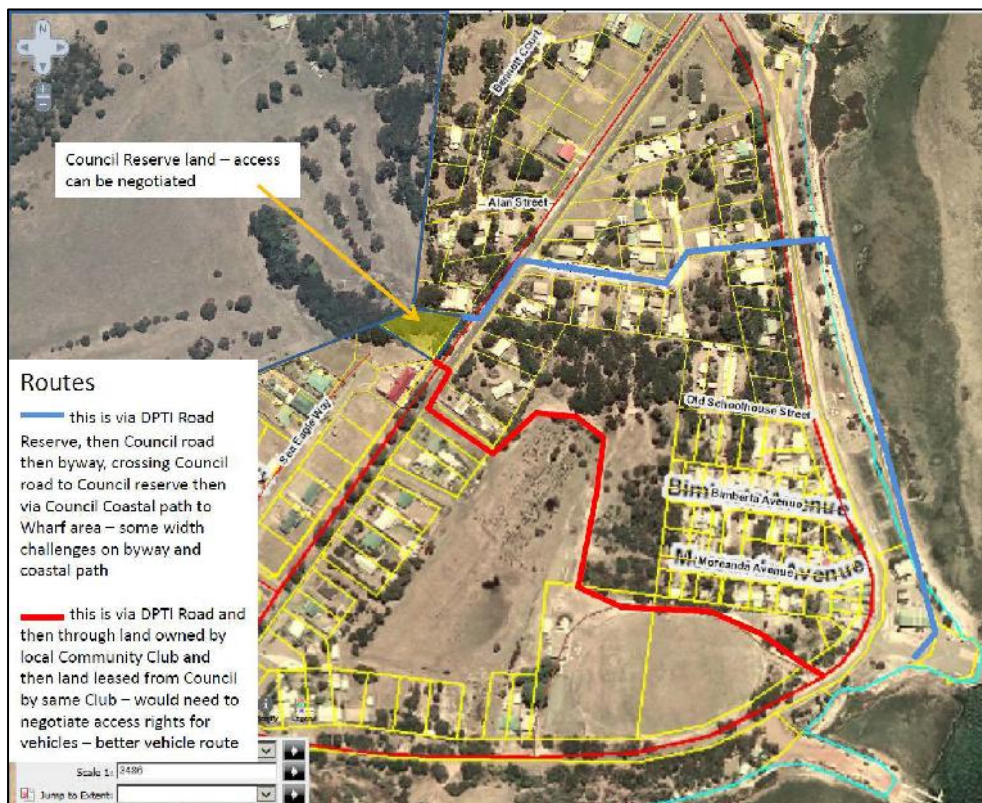 N
Bennett Court
Council Reserve land – access
can be negotiated
Alan Street
Sea Eagle Way
Old Schoolhouse Street
Bimberta Avenue
Moreanda Avenue
Routes
this is via DPTI Road
Reserve, then Council road
then byway, crossing Council
road to Council reserve then
via Council Coastal path to
Wharf area – some width
challenges on byway and
coastal path
this is via DPTI Road and
then through land owned by
local Community Club and
then land leased from Council
by same Club – would need to
negotiate access rights for
vehicles – better vehicle route
Scale 1: 3486
Jump to Extent: